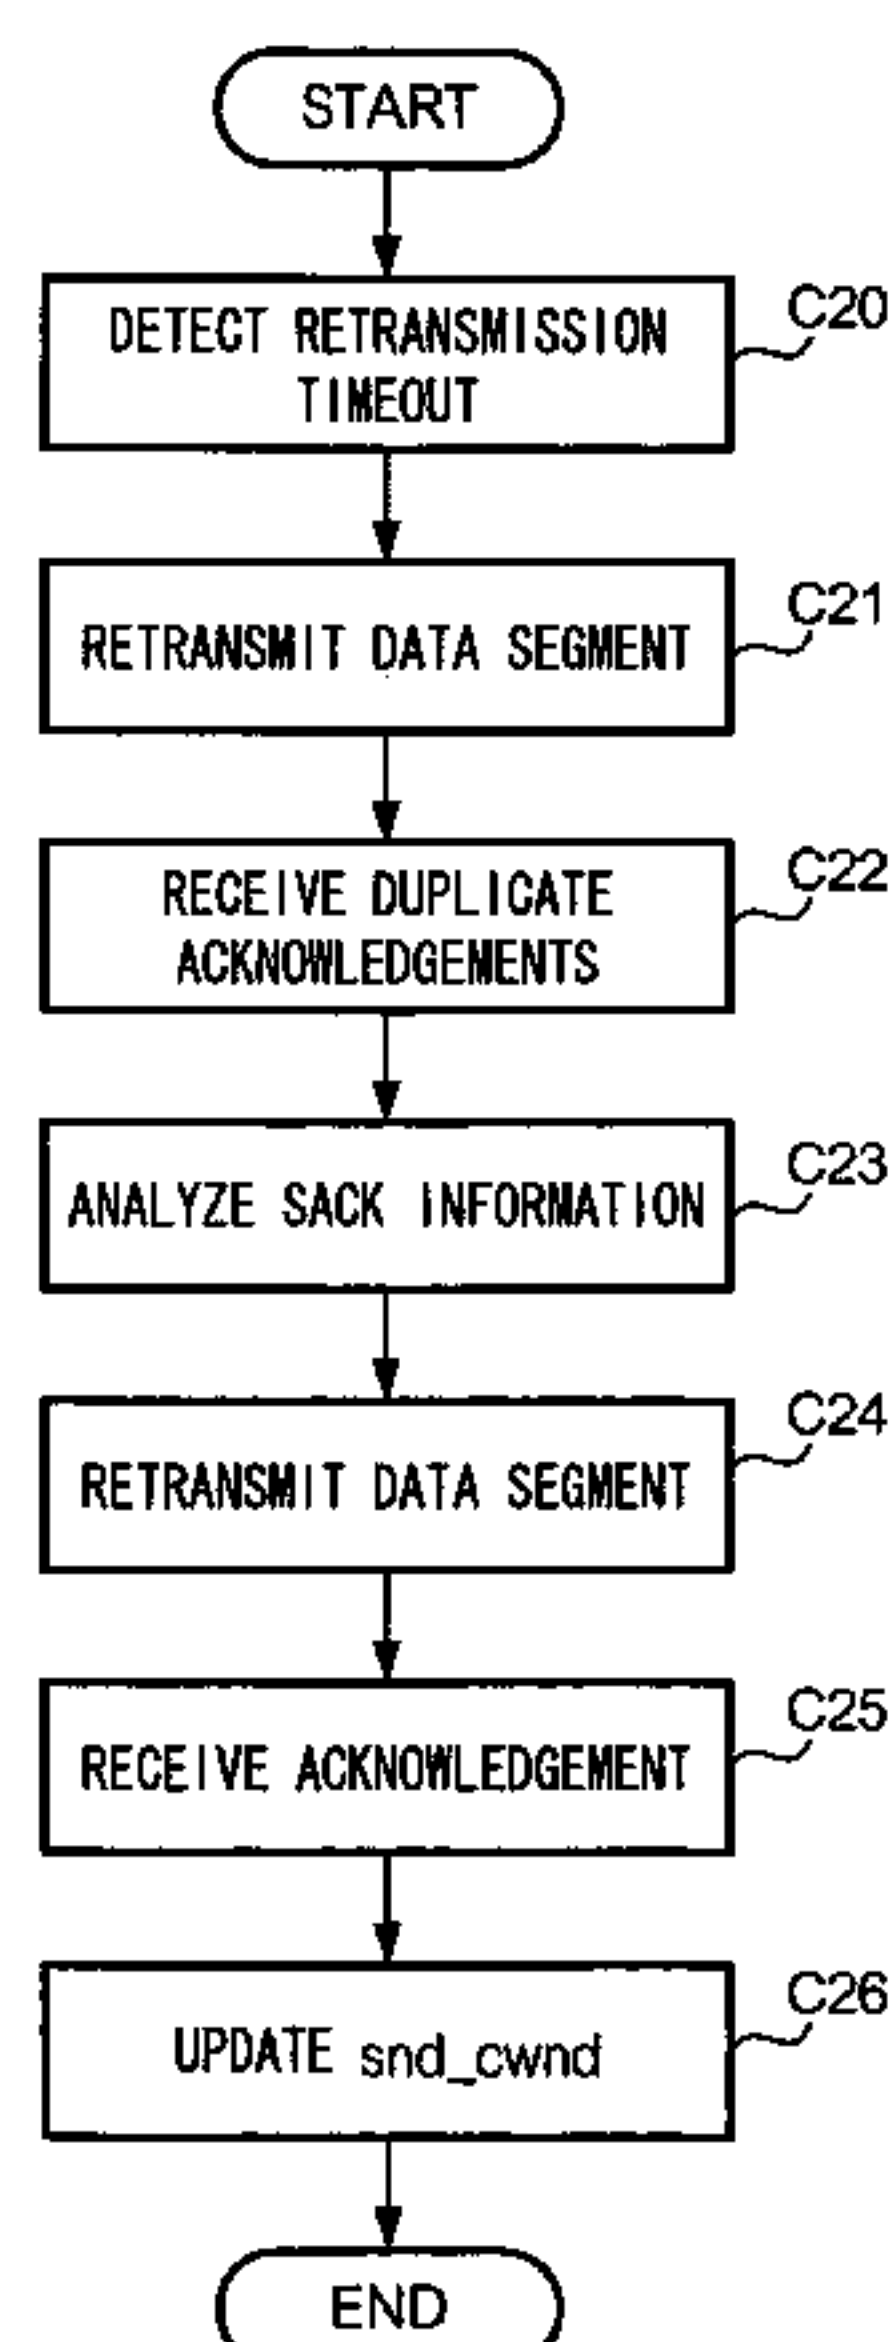 START
DETECT RETRANSMISSION
TIMEOUT
C20
RETRANSMIT DATA SEGMENT
C21
RECEIVE DUPLICATE
ACKNOWLEDGEMENTS
C22
ANALYZE SACK INFORMATION
C23
RETRANSMIT DATA SEGMENT
C24
RECEIVE ACKNOWLEDGEMENT
C25
UPDATE snd_cwnd
C26
END